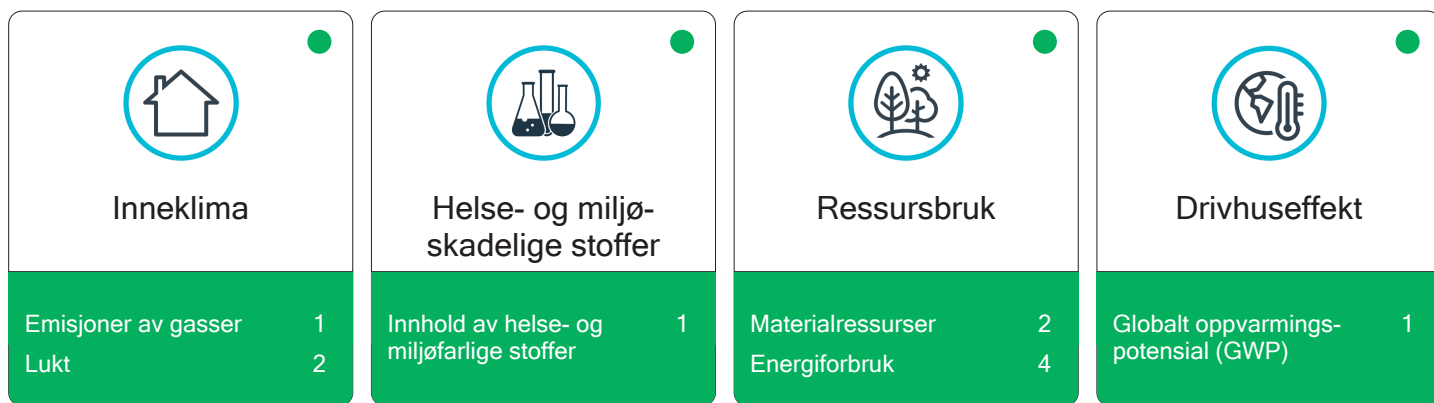 Inneklima
Emisjoner av gasser 1
Lukt 2
Helse- og miljø-
skadelige stoffer
Innhold av helse- og 1
miljøfarlige stoffer
Ressursbruk
Materialressurser 2
Energiforbruk 4
Drivhuseffekt
Globalt oppvarmings- 1
potensial (GWP)